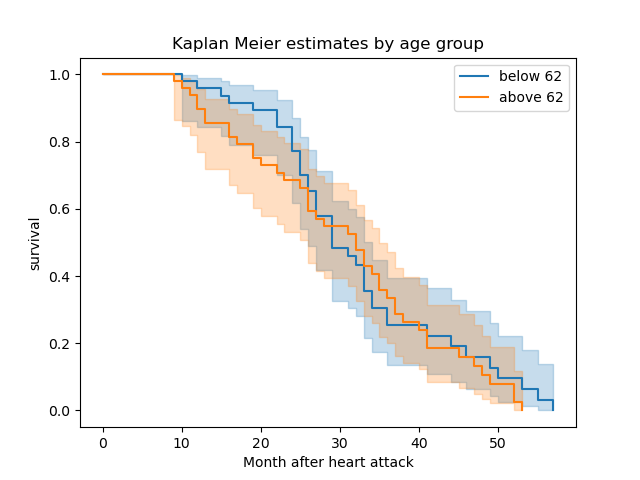 Kaplan Meier estimates by age group
below 62
above 62
1.0
0.8
0.6
0.4
0.2
0.0
survival
0 10 20 30 40 50
Month after heart attack